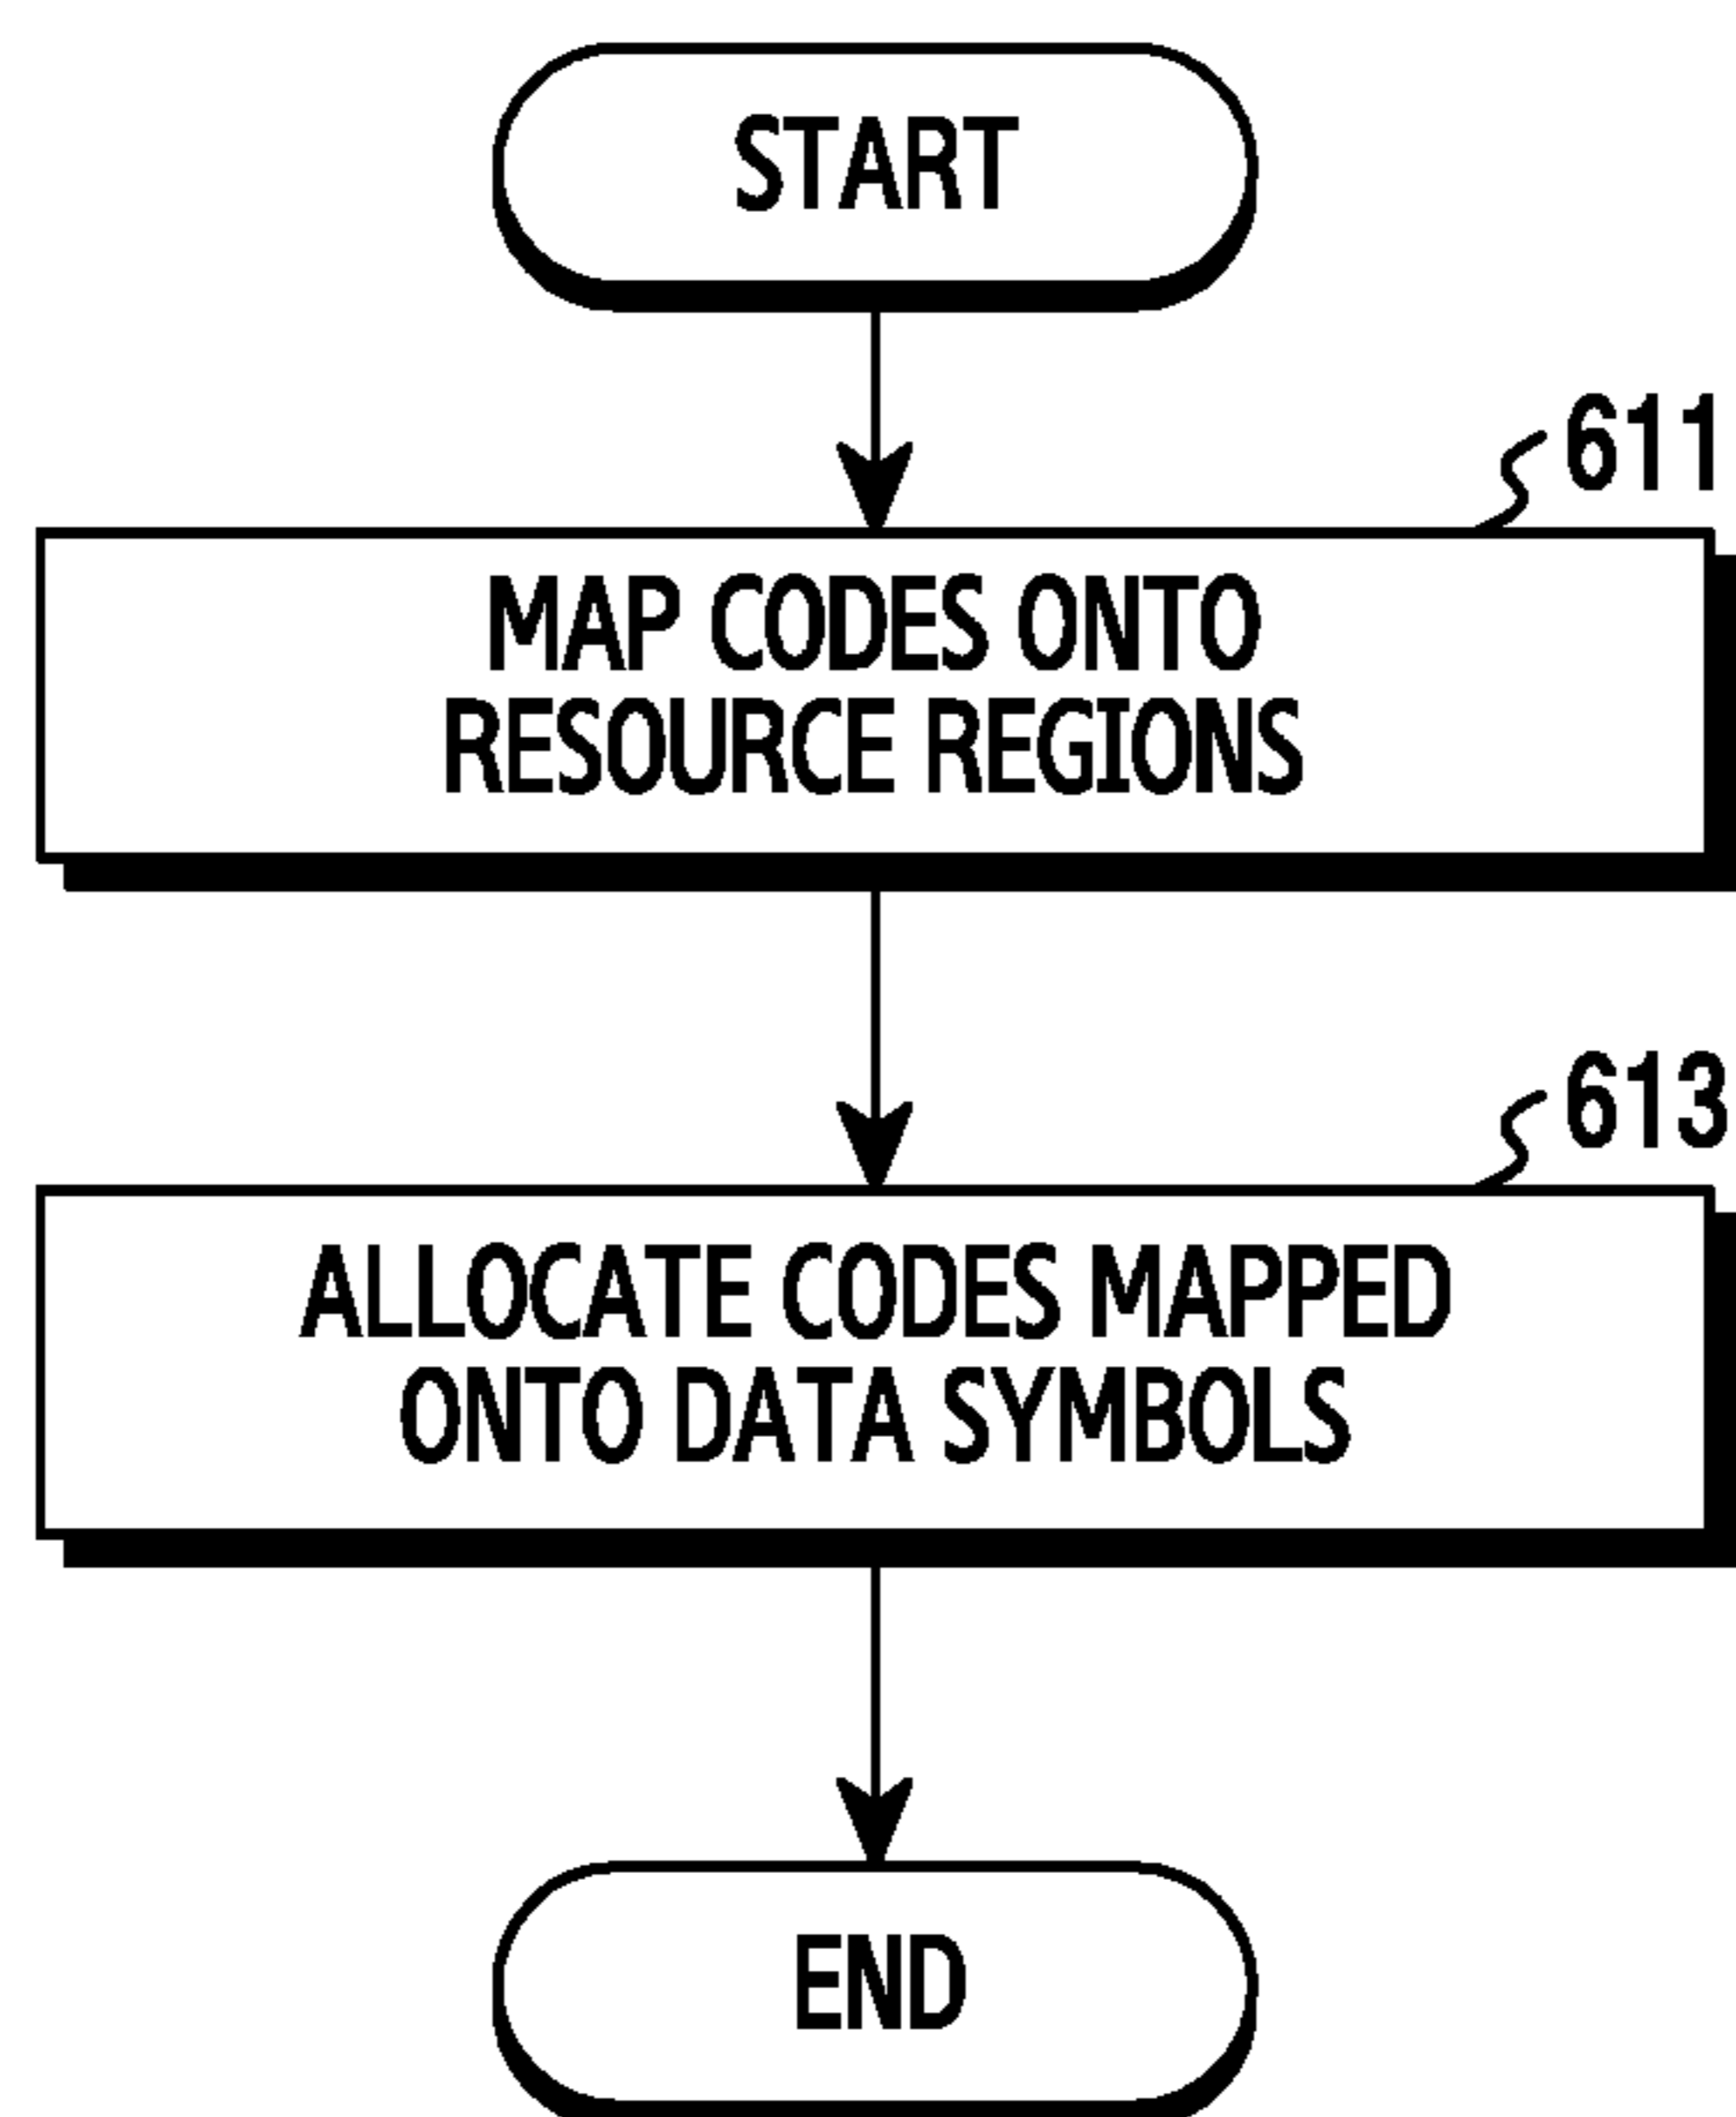 START
611
MAP CODES ONTO
RESOURCE REGIONS
613
ALLOCATE CODES MAPPED
ONTO DATA SYMBOLS
END